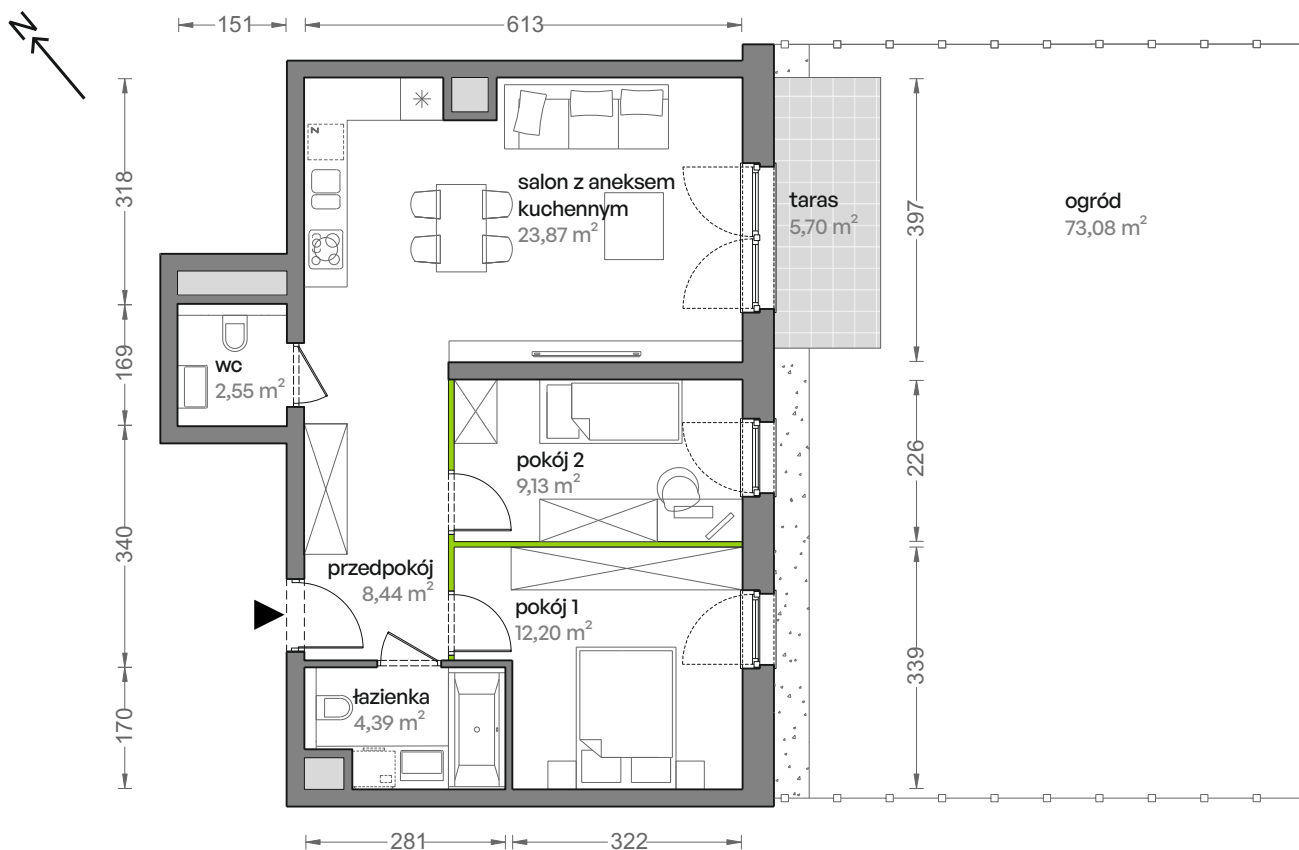 N
151
613
318
169
340
170
z
salon z aneksem
kuchennym
23,87 m²
taras
5,70 m²
397
ogród
73,08 m²
wc
2,55 m²
pokój 2
9,13 m²
226
przedpokój
8,44 m²
pokój 1
12,20 m²
339
łazienka
4,39 m²
281
322